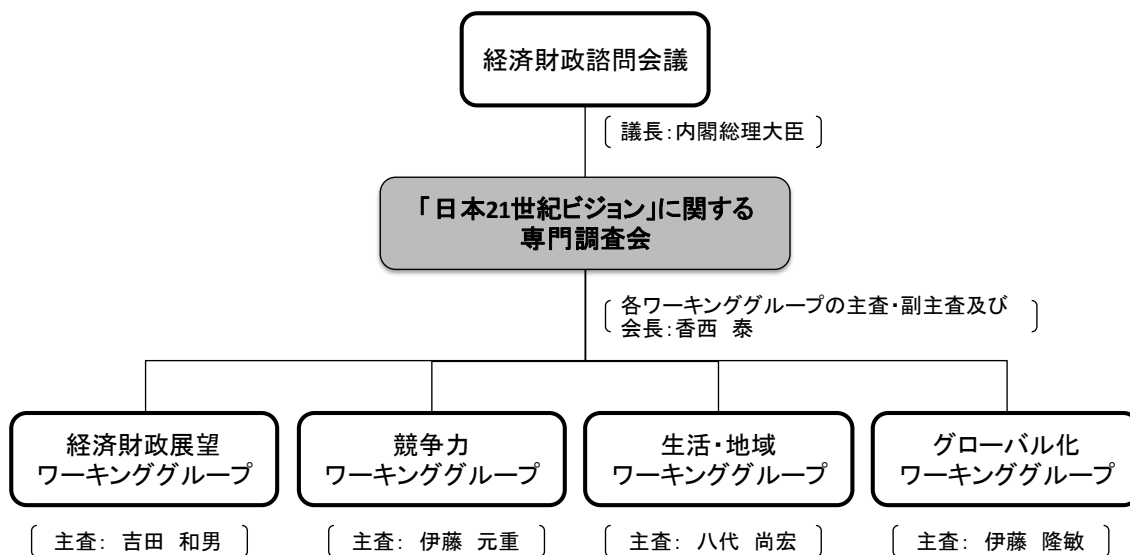 経済財政諮問会議
議長:内閣総理大臣
「日本21世紀ビジョン」に関する
専門調査会
各ワーキンググループの主査・副主査及び
会長:香西 泰
経済財政展望
ワーキンググループ
競争力
ワーキンググループ
生活・地域
ワーキンググループ
グローバル化
ワーキンググループ
主査: 吉田 和男
主査: 伊藤 元重
主査: 八代 尚宏
主査: 伊藤 隆敏